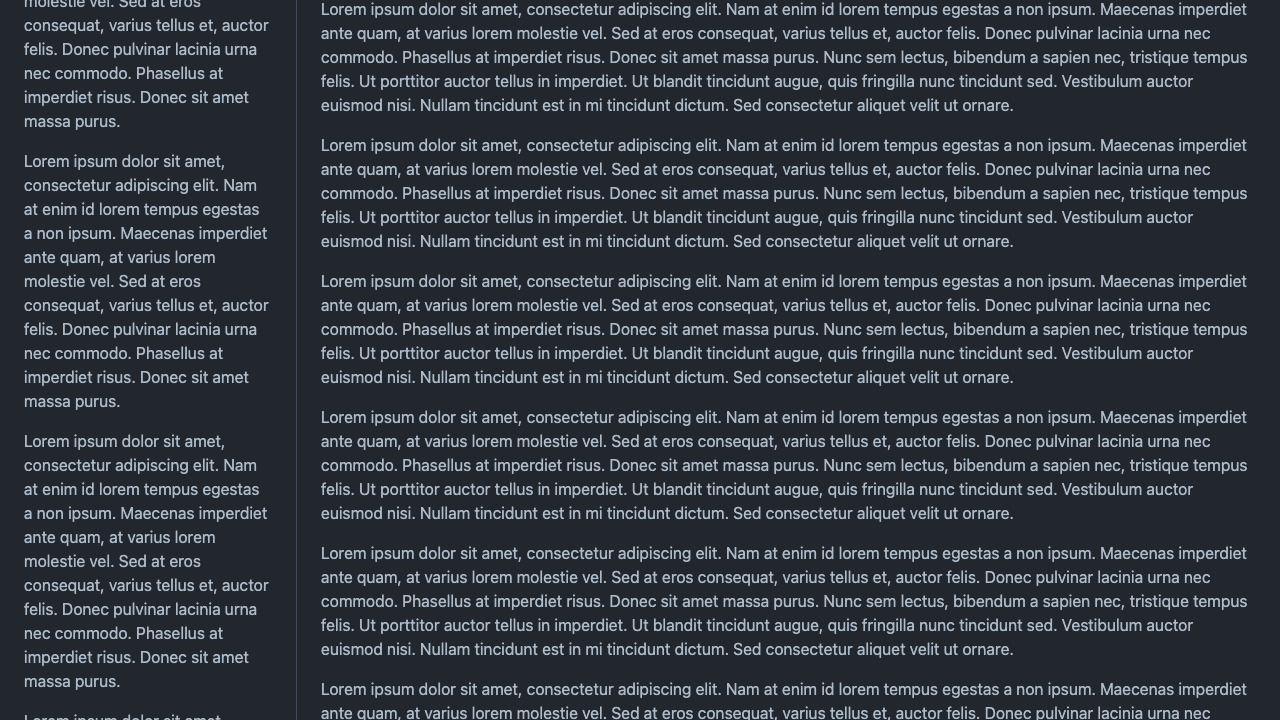 molestie vel. Sed at eros
consequat, varius tellus et, auctor
felis. Donec pulvinar lacinia urna
nec commodo. Phasellus at
imperdiet risus. Donec sit amet
massa purus.
Lorem ipsum dolor sit amet,
consectetur adipiscing elit. Nam
at enim id lorem tempus egestas
a non ipsum. Maecenas imperdiet
ante quam, at varius lorem
molestie vel. Sed at eros
consequat, varius tellus et, auctor
felis. Donec pulvinar lacinia urna
nec commodo. Phasellus at
imperdiet risus. Donec sit amet
massa purus.
Lorem ipsum dolor sit amet,
consectetur adipiscing elit. Nam
at enim id lorem tempus egestas
a non ipsum. Maecenas imperdiet
ante quam, at varius lorem
molestie vel. Sed at eros
consequat, varius tellus et, auctor
felis. Donec pulvinar lacinia urna
nec commodo. Phasellus at
imperdiet risus. Donec sit amet
massa purus.
Lorem ipsum dolor sit amet,
Lorem ipsum dolor sit amet, consectetur adipiscing elit. Nam at enim id lorem tempus egestas a non ipsum. Maecenas imperdiet
ante quam, at varius lorem molestie vel. Sed at eros consequat, varius tellus et, auctor felis. Donec pulvinar lacinia urna nec
commodo. Phasellus at imperdiet risus. Donec sit amet massa purus. Nunc sem lectus, bibendum a sapien nec, tristique tempus
felis. Ut porttitor auctor tellus in imperdiet. Ut blandit tincidunt augue, quis fringilla nunc tincidunt sed. Vestibulum auctor
euismod nisi. Nullam tincidunt est in mi tincidunt dictum. Sed consectetur aliquet velit ut ornare.
Lorem ipsum dolor sit amet, consectetur adipiscing elit. Nam at enim id lorem tempus egestas a non ipsum. Maecenas imperdiet
ante quam, at varius lorem molestie vel. Sed at eros consequat, varius tellus et, auctor felis. Donec pulvinar lacinia urna nec
commodo. Phasellus at imperdiet risus. Donec sit amet massa purus. Nunc sem lectus, bibendum a sapien nec, tristique tempus
felis. Ut porttitor auctor tellus in imperdiet. Ut blandit tincidunt augue, quis fringilla nunc tincidunt sed. Vestibulum auctor
euismod nisi. Nullam tincidunt est in mi tincidunt dictum. Sed consectetur aliquet velit ut ornare.
Lorem ipsum dolor sit amet, consectetur adipiscing elit. Nam at enim id lorem tempus egestas a non ipsum. Maecenas imperdiet
ante quam, at varius lorem molestie vel. Sed at eros consequat, varius tellus et, auctor felis. Donec pulvinar lacinia urna nec
commodo. Phasellus at imperdiet risus. Donec sit amet massa purus. Nunc sem lectus, bibendum a sapien nec, tristique tempus
felis. Ut porttitor auctor tellus in imperdiet. Ut blandit tincidunt augue, quis fringilla nunc tincidunt sed. Vestibulum auctor
euismod nisi. Nullam tincidunt est in mi tincidunt dictum. Sed consectetur aliquet velit ut ornare.
Lorem ipsum dolor sit amet, consectetur adipiscing elit. Nam at enim id lorem tempus egestas a non ipsum. Maecenas imperdiet
ante quam, at varius lorem molestie vel. Sed at eros consequat, varius tellus et, auctor felis. Donec pulvinar lacinia urna nec
commodo. Phasellus at imperdiet risus. Donec sit amet massa purus. Nunc sem lectus, bibendum a sapien nec, tristique tempus
felis. Ut porttitor auctor tellus in imperdiet. Ut blandit tincidunt augue, quis fringilla nunc tincidunt sed. Vestibulum auctor
euismod nisi. Nullam tincidunt est in mi tincidunt dictum. Sed consectetur aliquet velit ut ornare.
Lorem ipsum dolor sit amet, consectetur adipiscing elit. Nam at enim id lorem tempus egestas a non ipsum. Maecenas imperdiet
ante quam, at varius lorem molestie vel. Sed at eros consequat, varius tellus et, auctor felis. Donec pulvinar lacinia urna nec
commodo. Phasellus at imperdiet risus. Donec sit amet massa purus. Nunc sem lectus, bibendum a sapien nec, tristique tempus
felis. Ut porttitor auctor tellus in imperdiet. Ut blandit tincidunt augue, quis fringilla nunc tincidunt sed. Vestibulum auctor
euismod nisi. Nullam tincidunt est in mi tincidunt dictum. Sed consectetur aliquet velit ut ornare.
Lorem ipsum dolor sit amet, consectetur adipiscing elit. Nam at enim id lorem tempus egestas a non ipsum. Maecenas imperdiet
ante quam, at varius lorem molestie vel. Sed at eros consequat, varius tellus et, auctor felis. Donec pulvinar lacinia urna nec